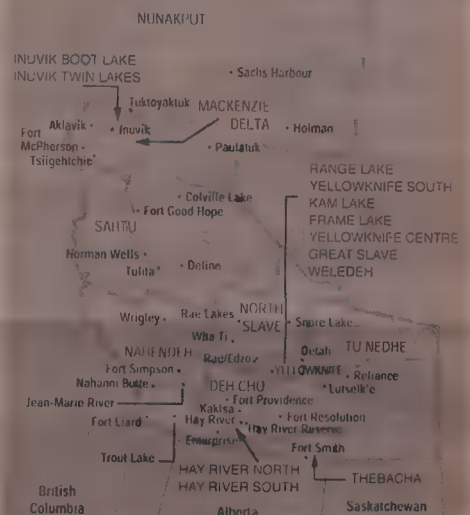 NUNAKPUT
INUVIK BOOT LAKE
INUVIK TWIN LAKES
Sachs Harbour
Tuktoyaktuk
MACKENZIE
DELTA
Aklavik
Inuvik
Holman
Fort
McPherson
Paulatuk
Tsiigehtchic
RANGE LAKE
YELLOWKNIFE SOUTH
KAM LAKE
FRAME LAKE
YELLOWKNIFE CENTRE
GREAT SLAVE
WELEDEH
Colville Lake
Fort Good Hope
SAHTU
Norman Wells
Tulita
Deline
Wrigley
Rae Lakes
NORTH
SLAVE
Snare Lake
Wha Ti
NAHENDEH
Rae/Edzo
Detah
TU NEDHE
Fort Simpson
YELLOWKNIFE
Reliance
Nahanni Butte
DEH CHO
Lutselk'e
Jean-Marie River
Fort Providence
Kakisa
Fort Liard
Hay River
Fort Resolution
Hay River Reserve
Enterprise
Fort Smith
Trout Lake
HAY RIVER NORTH
HAY RIVER SOUTH
THEBACHA
British
Columbia
Alberta
Saskatchewan